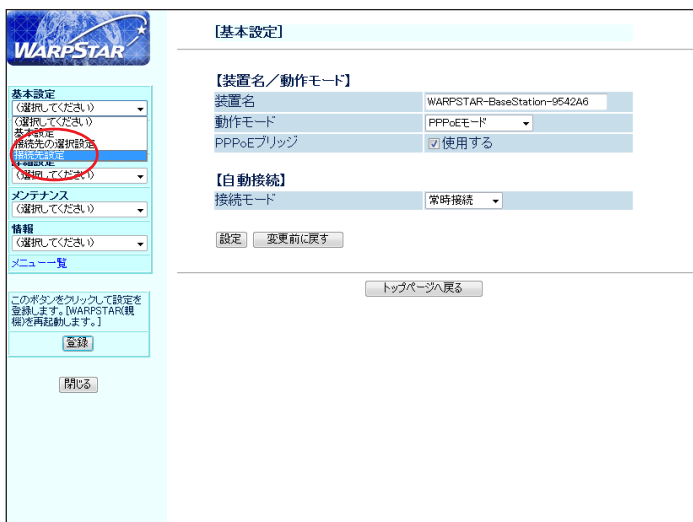 WARPSTAR
基本設定
(選択してください)
(選択してください)
基本設定
接続先の選択設定
接続先設定
詳細設定
(選択してください)
メンテナンス
(選択してください)
情報
(選択してください)
メニュー一覧
このボタンをクリックして設定を
登録します。[WARPSTAR(親
機)を再起動します。]
登録
閉じる
[基本設定]
【装置名／動作モード】
装置名 WARPSTAR-BaseStation-9542A6
動作モード PPPoEモード
PPPoEブリッジ 使用する
【自動接続】
接続モード 常時接続
設定 変更前に戻す
トップページへ戻る